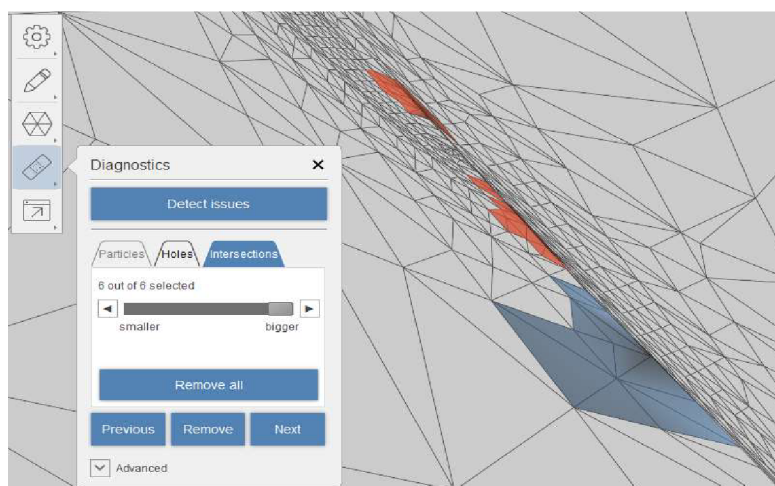 Diagnostics
Detect issues
Particles Holes Intersections
6 out of 6 selected
smaller bigger
Remove all
Previous Remove Next
Advanced